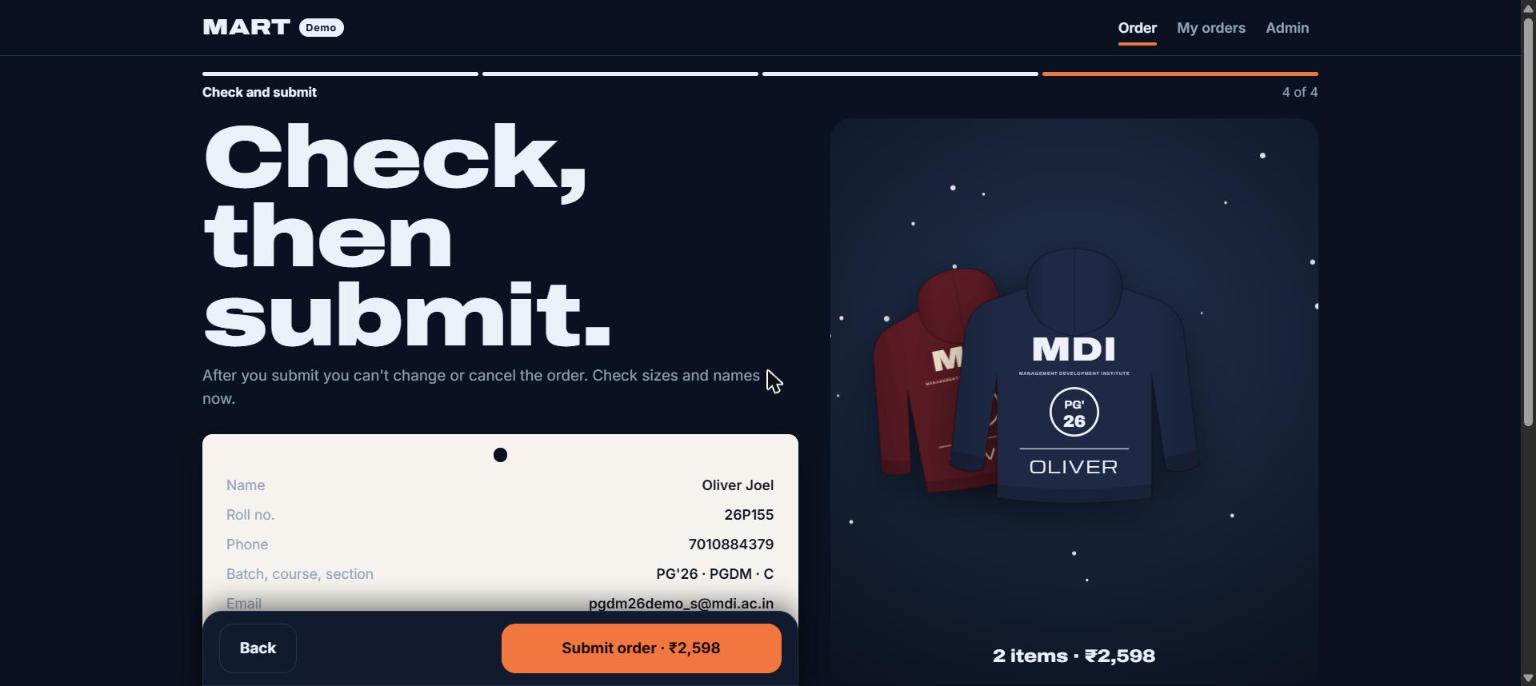 MART Demo
Order My orders Admin
Check and submit
4 of 4
Check,
then
submit.
After you submit you can't change or cancel the order. Check sizes and names
now.
Name Oliver Joel
Roll no. 26P155
Phone 7010884379
Batch, course, section PG'26 · PGDM · C
Email pgdm26demo_s@mdi.ac.in
Back
Submit order · ₹2,598
MDI
MANAGEMENT DEVELOPMENT INSTITUTE
PG'
26
OLIVER
2 items · ₹2,598